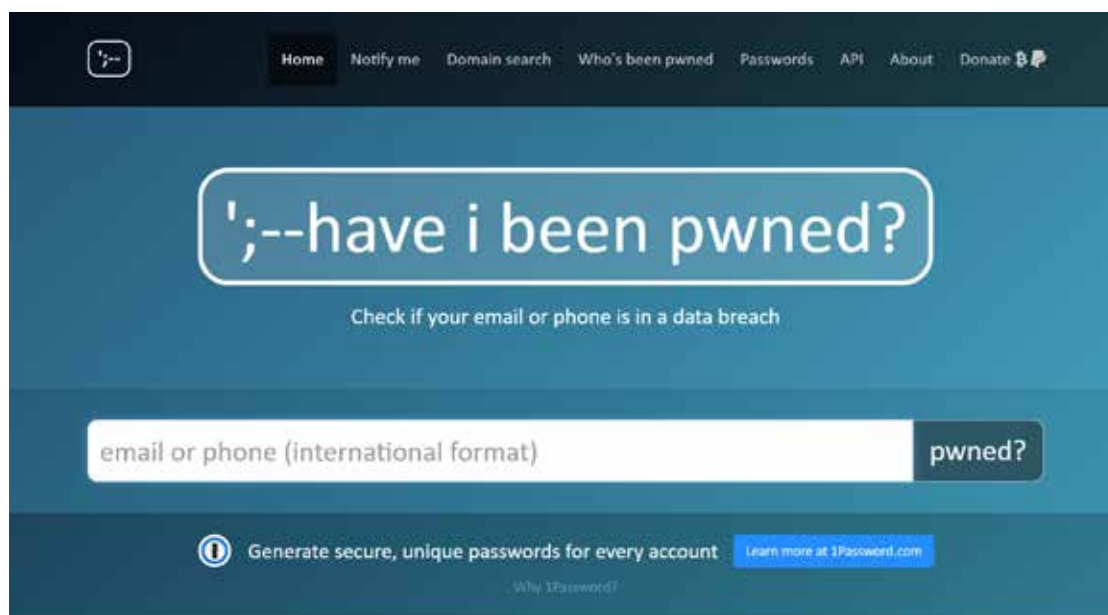 ';--
Home Notify me Domain search Who's been pwned Passwords API About Donate
';--have i been pwned?
Check if your email or phone is in a data breach
email or phone (international format) pwned?
Generate secure, unique passwords for every account Learn more at 1Password.com
Why 1Password?